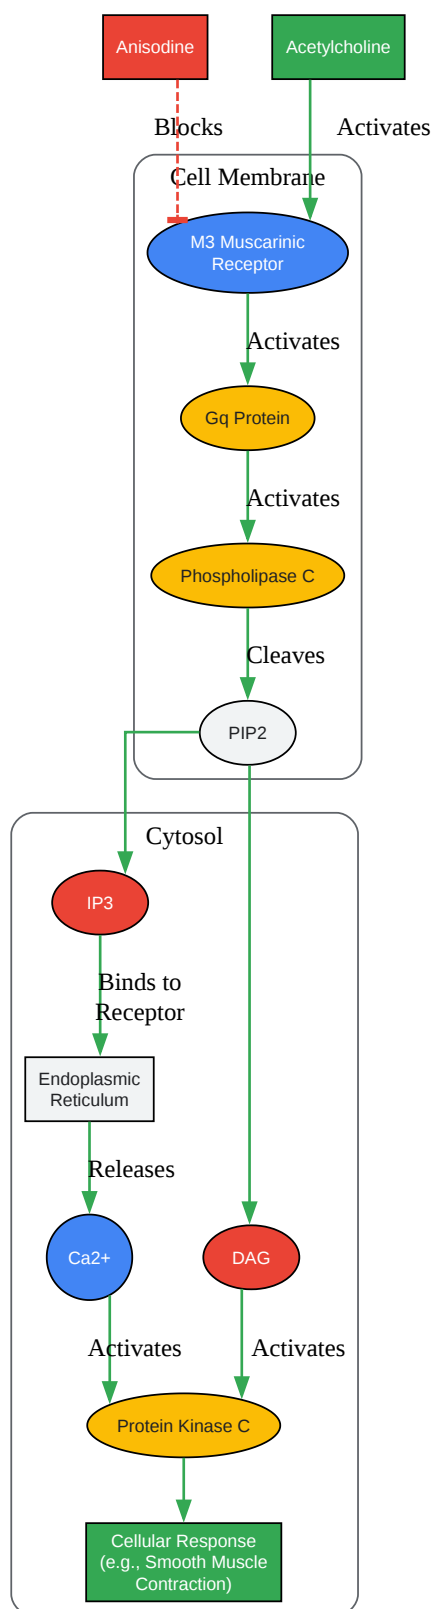 Anisodine
Acetylcholine
Blocks
Activates
Cell Membrane
M3 Muscarinic
Receptor
Activates
Gq Protein
Activates
Phospholipase C
Cleaves
PIP2
Cytosol
IP3
Binds to
Receptor
Endoplasmic
Reticulum
Releases
Ca2+
DAG
Activates
Activates
Protein Kinase C
Cellular Response
(e.g., Smooth Muscle
Contraction)